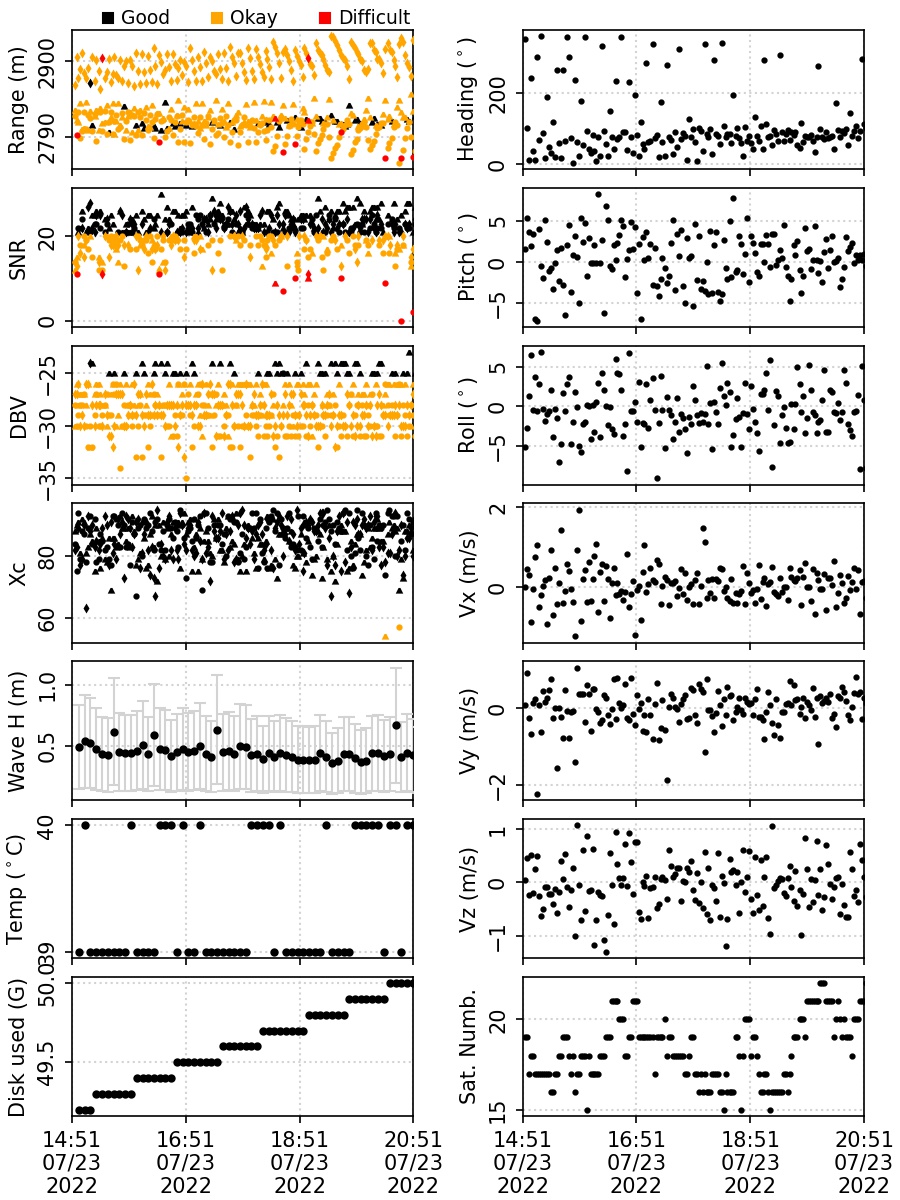 Good Okay Difficult
Range (m)
2900
2790
Heading (°)
200
0
SNR
20
0
Pitch (°)
5
0
−5
DBV
−25
−30
−35
Roll (°)
5
0
−5
Xc
80
60
Vx (m/s)
2
0
Wave H (m)
1.0
0.5
Vy (m/s)
0
−2
Temp (°C)
40
39
Vz (m/s)
1
0
−1
Disk used (G)
50.0
49.5
Sat. Numb.
20
15
14:51 16:51 18:51 20:51 14:51 16:51 18:51 20:51
07/23 07/23 07/23 07/23 07/23 07/23 07/23 07/23
2022 2022 2022 2022 2022 2022 2022 2022